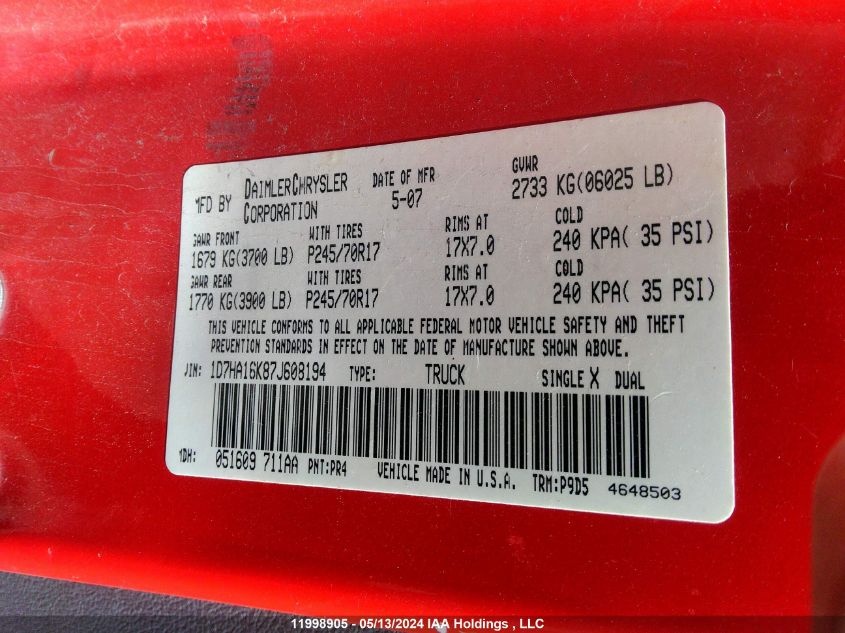 MFD BY DAIMLERCHRYSLER CORPORATION DATE OF MFR 5-07 GVWR 2733 KG(06025 LB)
GAWR FRONT WITH TIRES RIMS AT COLD
1679 KG(3700 LB) P245/70R17 17X7.0 240 KPA( 35 PSI)
GAWR REAR WITH TIRES RIMS AT COLD
1770 KG(3900 LB) P245/70R17 17X7.0 240 KPA( 35 PSI)
THIS VEHICLE CONFORMS TO ALL APPLICABLE FEDERAL MOTOR VEHICLE SAFETY AND THEFT
PREVENTION STANDARDS IN EFFECT ON THE DATE OF MANUFACTURE SHOWN ABOVE.
VIN: 1D7HA16K87J608194 TYPE: TRUCK SINGLE X DUAL
MDH: 051609 711AA PNT:PR4 VEHICLE MADE IN U.S.A. TRM:P9D5 4648503
11998905 - 05/13/2024 IAA Holdings , LLC